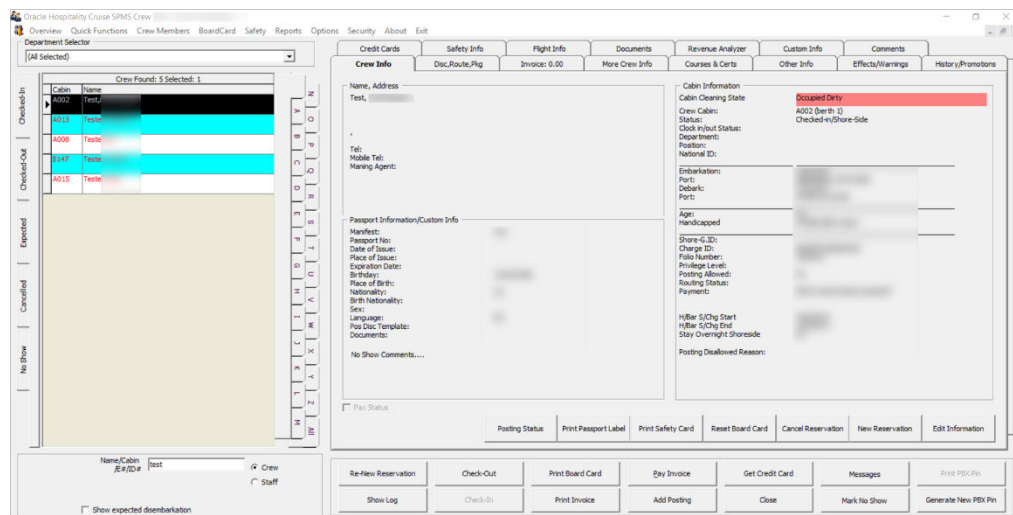 Oracle Hospitality Cruise SPMS Crew
Overview Quick Functions Crew Members BoardCard Safety Reports Options Security About Exit
Department Selector
(All Selected)
Crew Found: 5 Selected: 1
Cabin Name
A002 Test,
A013 Teste
A008 Teste
B147 Teste
A015 Teste
Checked-In
Checked-Out
Expected
Cancelled
No Show
A
B
C
D
E
F
G
H
I
J
K
L
M
N
O
P
Q
R
S
T
U
V
W
X
Y
Z
All
Name/Cabin
/E#/ID# test
Crew
Staff
Show expected disembarkation
Credit Cards Safety Info Flight Info Documents Revenue Analyzer Custom Info Comments
Crew Info Disc,Route,Pkg Invoice: 0.00 More Crew Info Courses & Certs Other Info Effects/Warnings History/Promotions
Name, Address
Test,
,
Tel:
Mobile Tel:
Maning Agent:
Passport Information/Custom Info
Manifest:
Passport No:
Date of Issue:
Place of Issue:
Expiration Date:
Birthday:
Place of Birth:
Nationality:
Birth Nationality:
Sex:
Language:
Pos Disc Template:
Documents:
No Show Comments....
Cabin Information
Cabin Cleaning State Occupied Dirty
Crew Cabin: A002 (berth 1)
Status: Checked-in/Shore-Side
Clock in/out Status:
Department:
Position:
National ID:
Embarkation:
Port:
Debark:
Port:
Age:
Handicapped
Shore-G.ID:
Charge ID:
Folio Number:
Privilege Level:
Posting Allowed:
Routing Status:
Payment:
H/Bar S/Chg Start
H/Bar S/Chg End
Stay Overnight Shoreside
Posting Disallowed Reason:
Pax Status
Posting Status Print Passport Label Print Safety Card Reset Board Card Cancel Reservation New Reservation Edit Information
Re-New Reservation Check-Out Print Board Card Pay Invoice Get Credit Card Messages Print PBX Pin
Show Log Check-In Print Invoice Add Posting Close Mark No Show Generate New PBX Pin